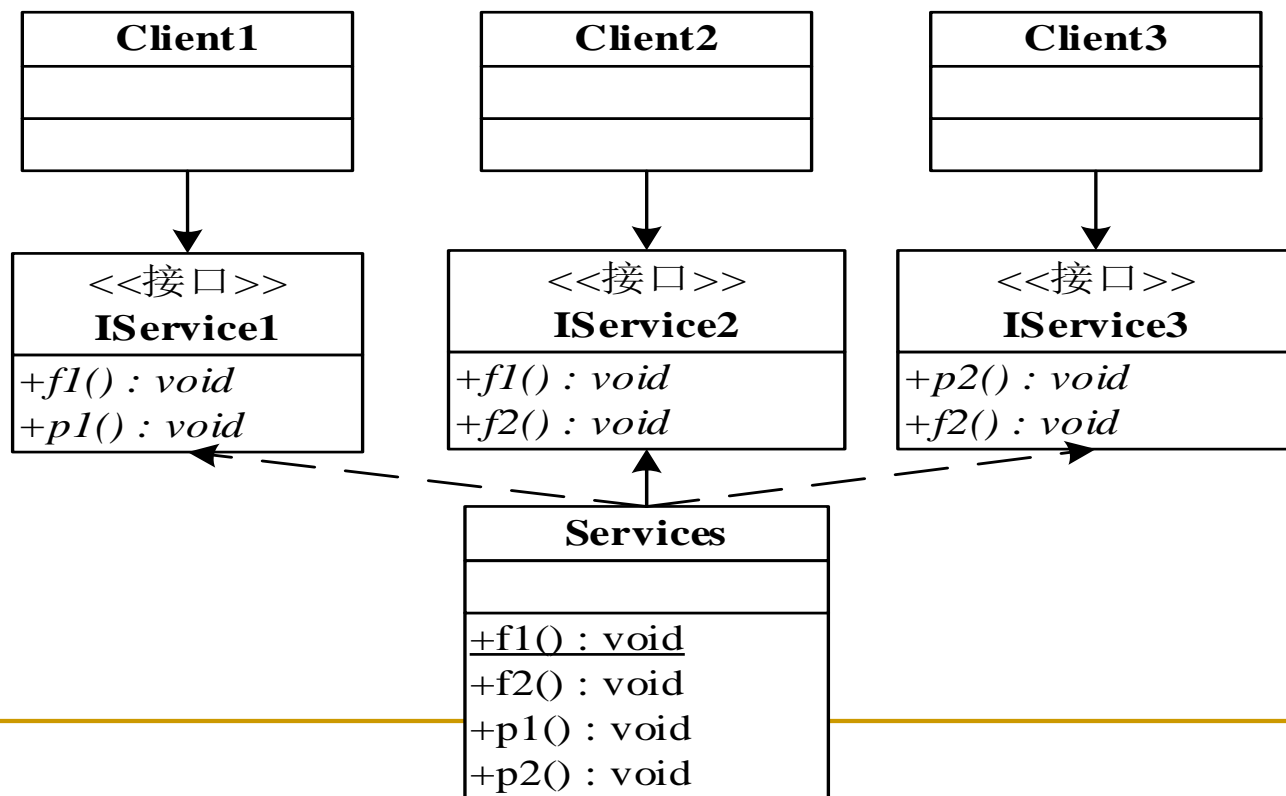 Client1
Client2
Client3
<<接口>>
IService1
+f1() : void
+p1() : void
<<接口>>
IService2
+f1() : void
+f2() : void
<<接口>>
IService3
+p2() : void
+f2() : void
Services
+f1() : void
+f2() : void
+p1() : void
+p2() : void